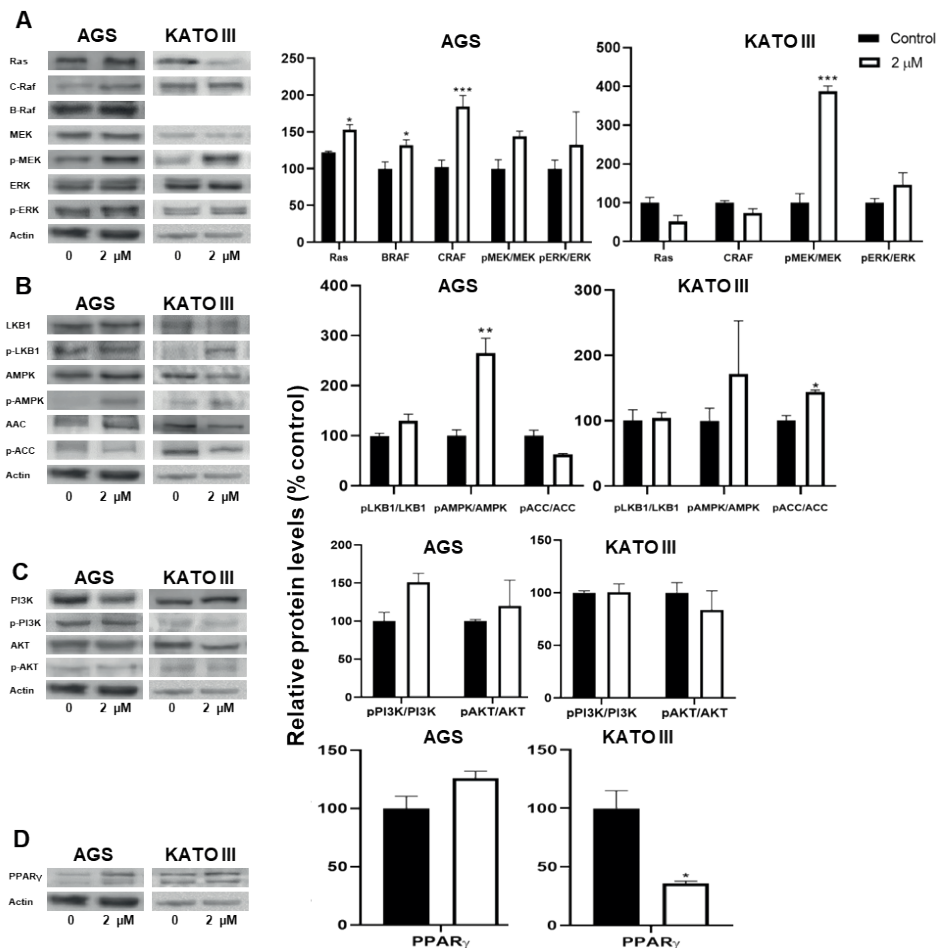 A
AGS KATO III
Ras
C-Raf
B-Raf
MEK
p-MEK
ERK
p-ERK
Actin
0 2 μM 0 2 μM
AGS
250
200
150
100
50
0
Ras BRAF CRAF pMEK/MEK pERK/ERK
* * ***
KATO III
500
400
300
200
100
0
Ras CRAF pMEK/MEK pERK/ERK
***
Control
2 μM
B
AGS KATO III
LKB1
p-LKB1
AMPK
p-AMPK
AAC
p-ACC
Actin
0 2 μM 0 2 μM
Relative protein levels (% control)
AGS
400
300
200
100
0
pLKB1/LKB1 pAMPK/AMPK pACC/ACC
**
KATO III
300
200
100
0
pLKB1/LKB1 pAMPK/AMPK pACC/ACC
*
C
AGS KATO III
PI3K
p-PI3K
AKT
p-AKT
Actin
0 2 μM 0 2 μM
AGS
200
150
100
50
0
pPI3K/PI3K pAKT/AKT
KATO III
150
100
50
0
pPI3K/PI3K pAKT/AKT
D
AGS KATO III
PPARγ
Actin
0 2 μM 0 2 μM
AGS
150
100
50
0
PPARγ
KATO III
150
100
50
0
PPARγ
*